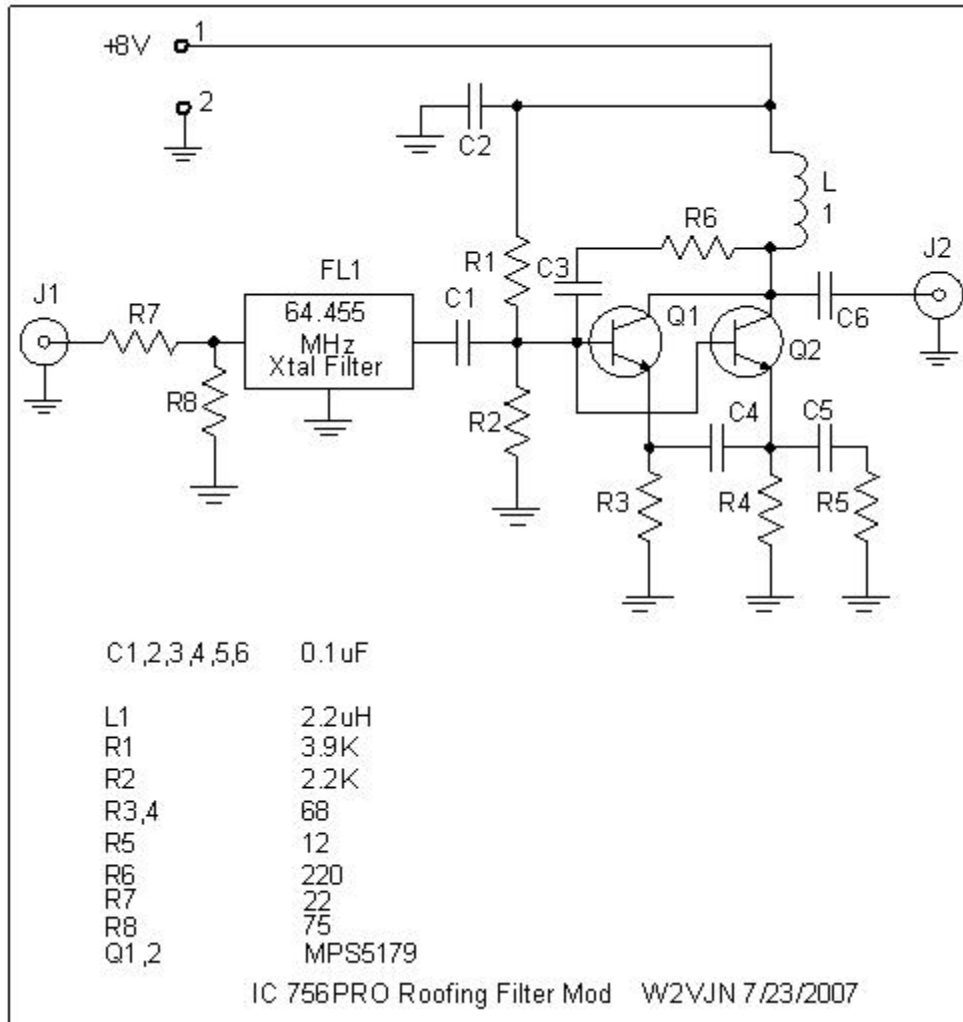 +8V 1
2
C2
L
1
R6
R1
C3
J2
FL1
J1
R7
C1
Q1
64.455
MHz
Xtal Filter
C6
Q2
R8
R2
C4
C5
R3
R4
R5
C1,2,3,4,5,6 0.1uF
L1 2.2uH
R1 3.9K
R2 2.2K
R3,4 68
R5 12
R6 220
R7 22
R8 75
Q1,2 MPS5179
IC 756PRO Roofing Filter Mod W2VJN 7/23/2007